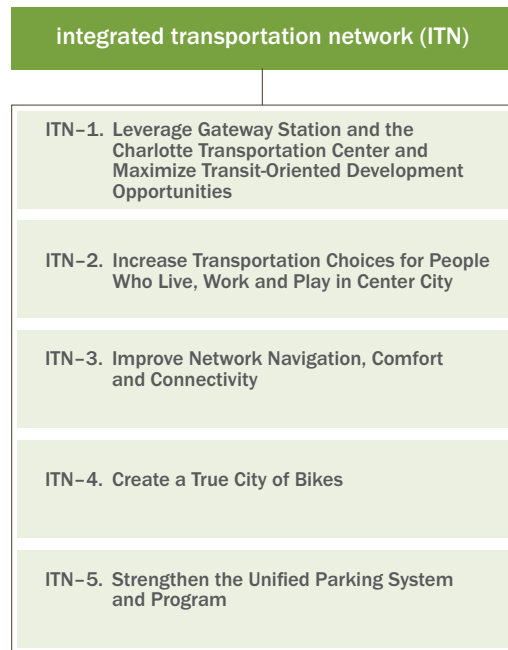 integrated transportation network (ITN)
ITN–1. Leverage Gateway Station and the
Charlotte Transportation Center and
Maximize Transit-Oriented Development
Opportunities
ITN–2. Increase Transportation Choices for People
Who Live, Work and Play in Center City
ITN–3. Improve Network Navigation, Comfort
and Connectivity
ITN–4. Create a True City of Bikes
ITN–5. Strengthen the Unified Parking System
and Program